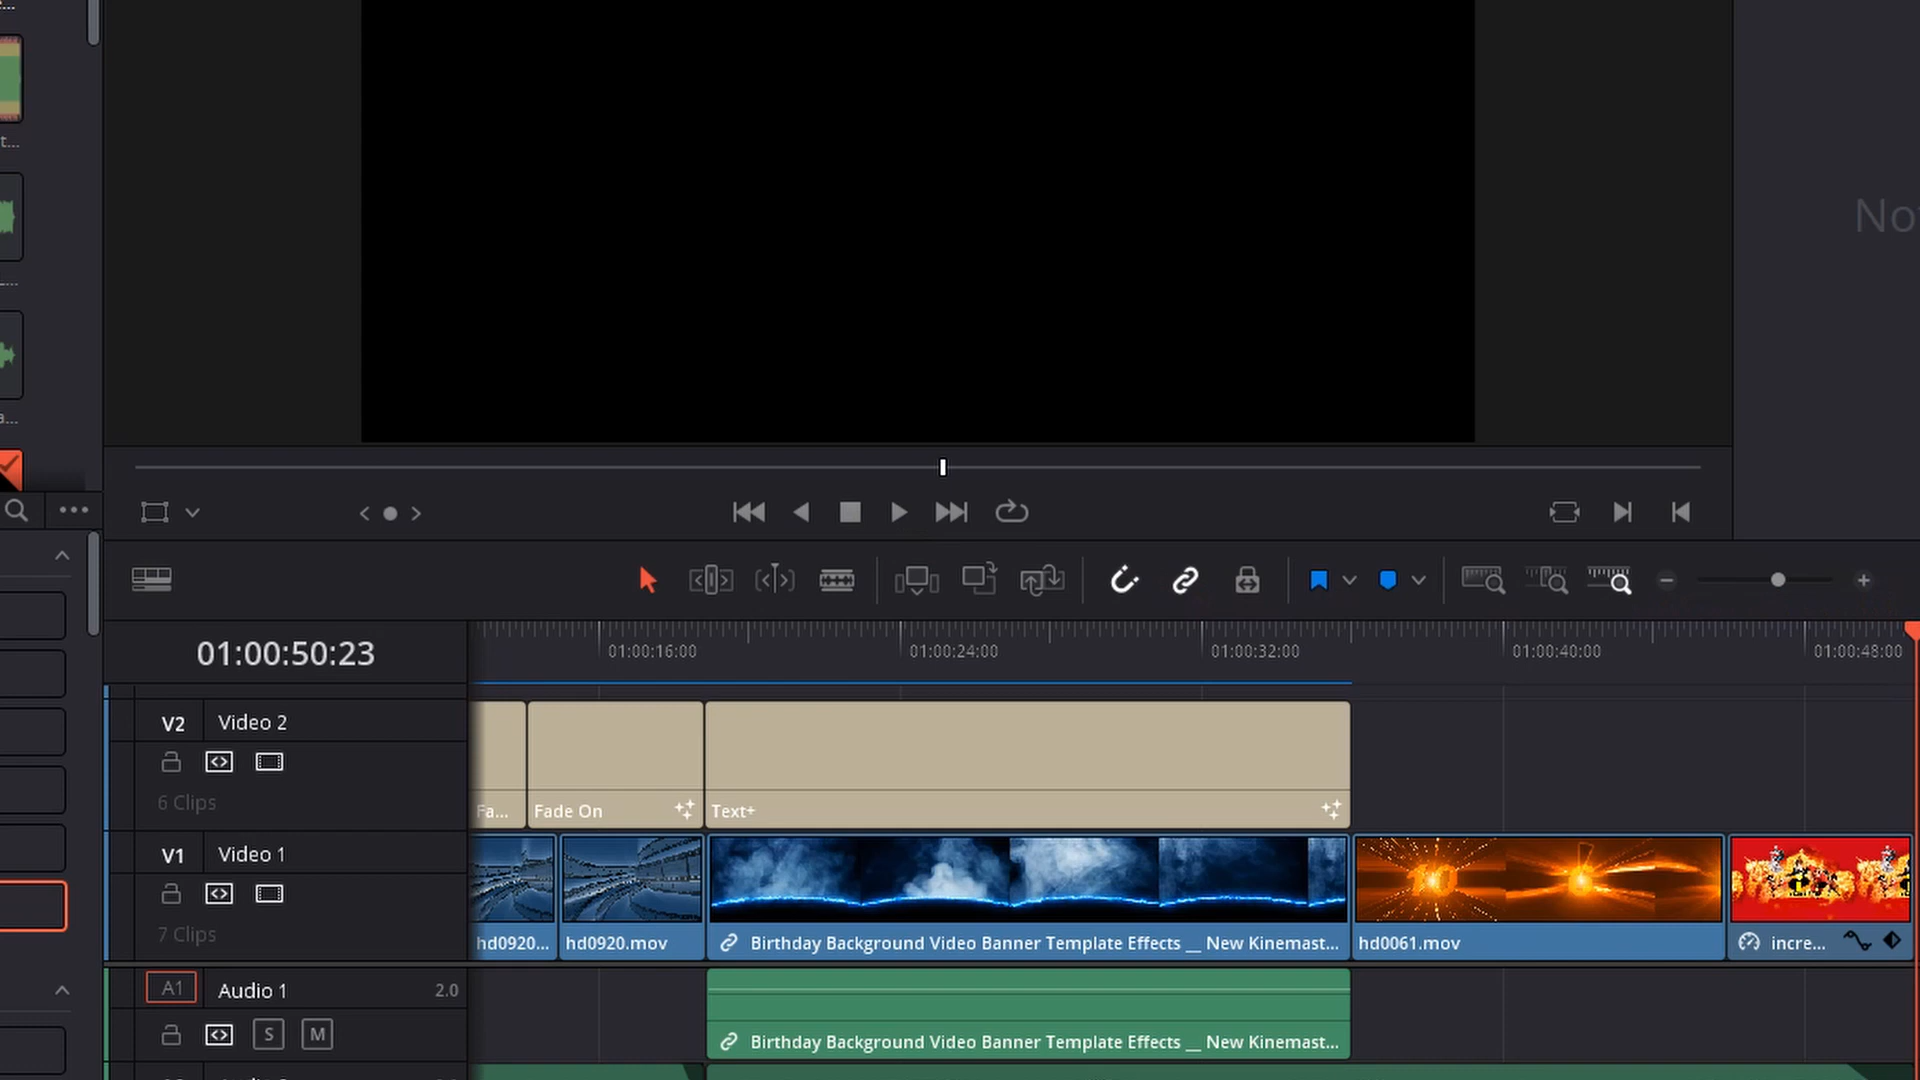 ...
t...
...
a...
No
01:00:50:23
01:00:16:00
01:00:24:00
01:00:32:00
01:00:40:00
01:00:48:00
V2 Video 2
6 Clips
Fa...
Fade On
Text+
V1 Video 1
7 Clips
hd0920...
hd0920.mov
Birthday Background Video Banner Template Effects __ New Kinemast...
hd0061.mov
incre...
A1 Audio 1 2.0
S M
Birthday Background Video Banner Template Effects __ New Kinemast...